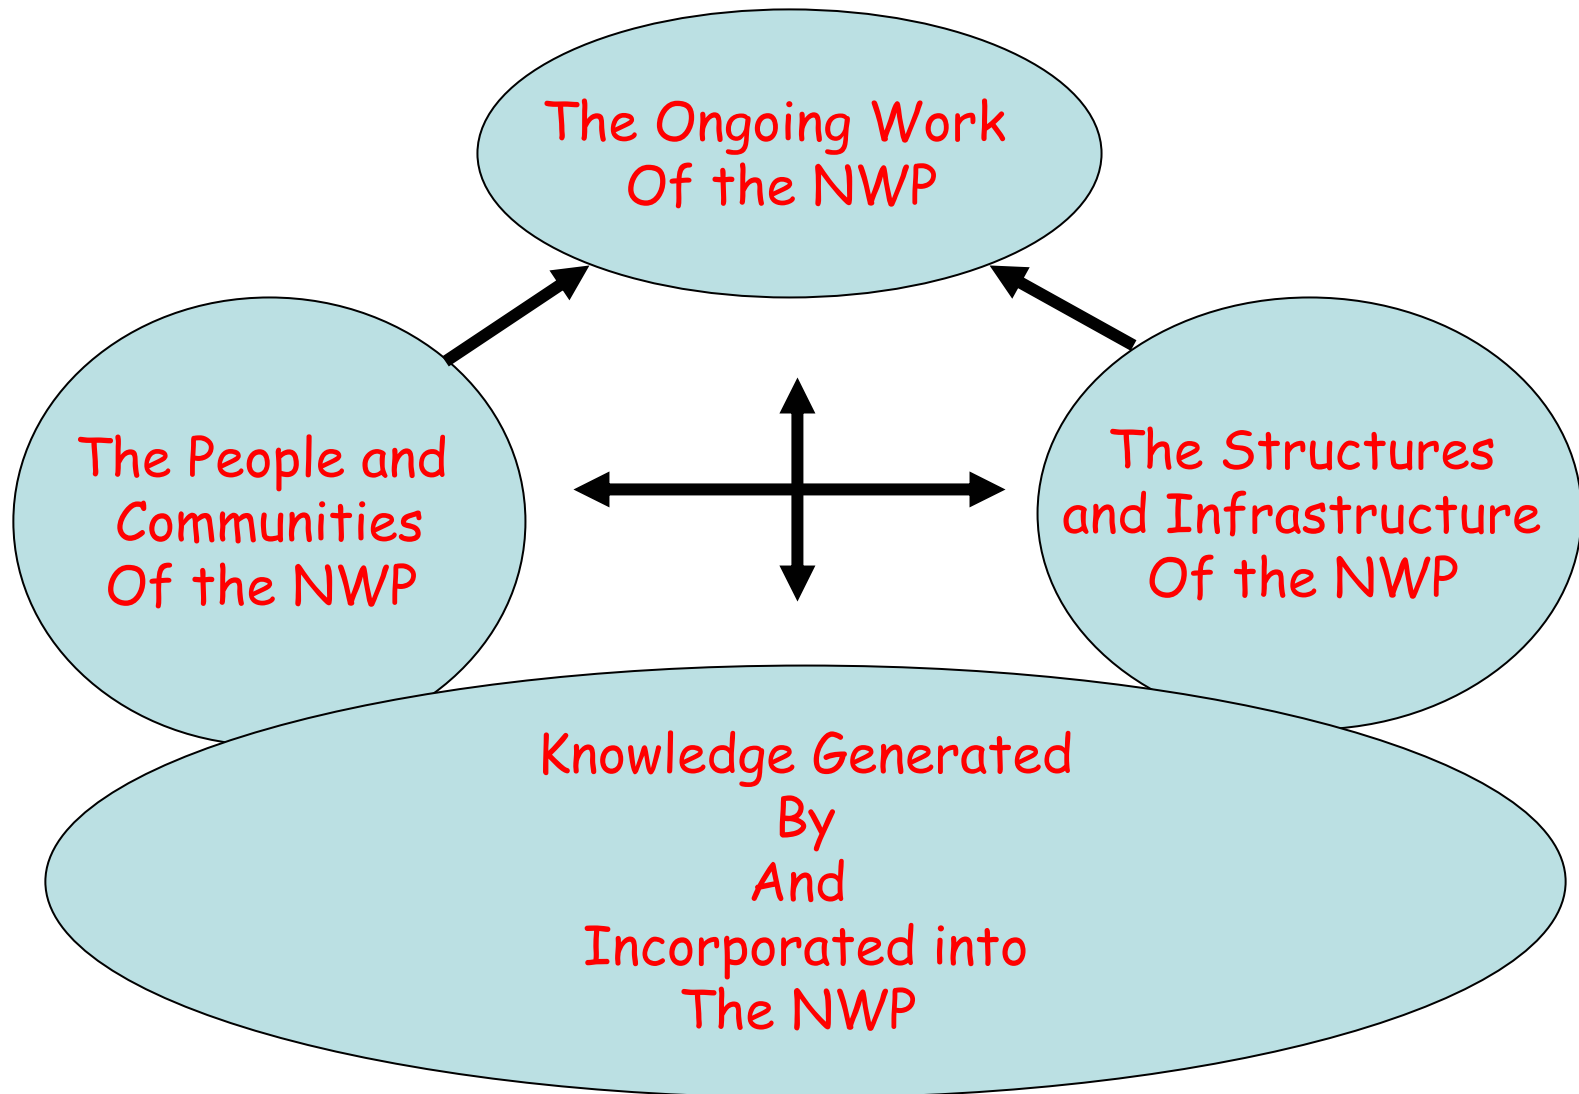 The Ongoing Work
Of the NWP
The People and
Communities
Of the NWP
The Structures
and Infrastructure
Of the NWP
Knowledge Generated
By
And
Incorporated into
The NWP